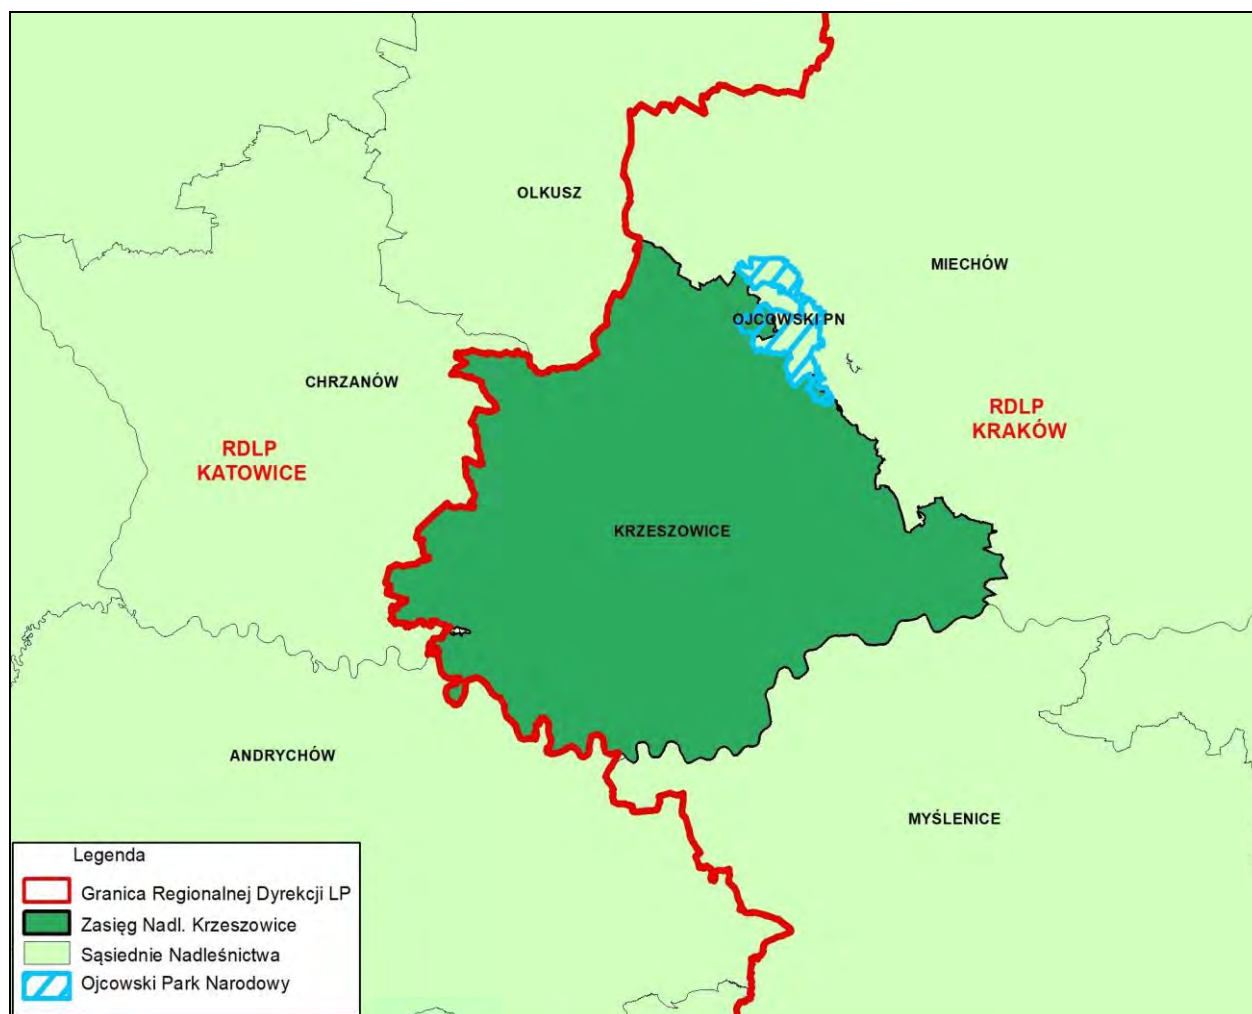 OLKUSZ
MIECHÓW
OJCOWSKI PN
CHRZANÓW
RDLP
KATOWICE
RDLP
KRAKÓW
KRZESZOWICE
ANDRYCHÓW
MYŚLENICE
Legenda
Granica Regionalnej Dyrekcji LP
Zasięg Nadl. Krzeszowice
Sąsiednie Nadleśnictwa
Ojcowski Park Narodowy